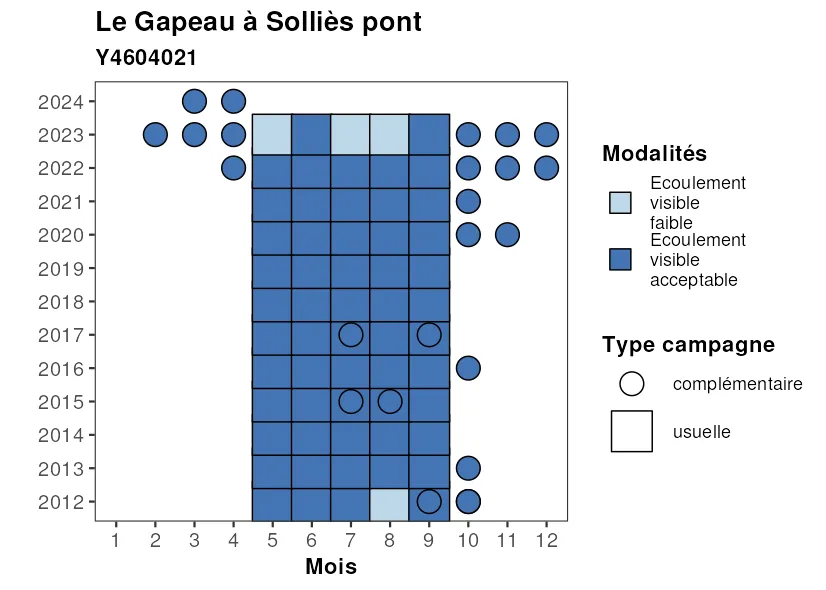 Le Gapeau à Solliès pont
Y4604021
2024
2023
2022
2021
2020
2019
2018
2017
2016
2015
2014
2013
2012
1 2 3 4 5 6 7 8 9 10 11 12
Mois
Modalités
Ecoulement
visible
faible
Ecoulement
visible
acceptable
Type campagne
complémentaire
usuelle